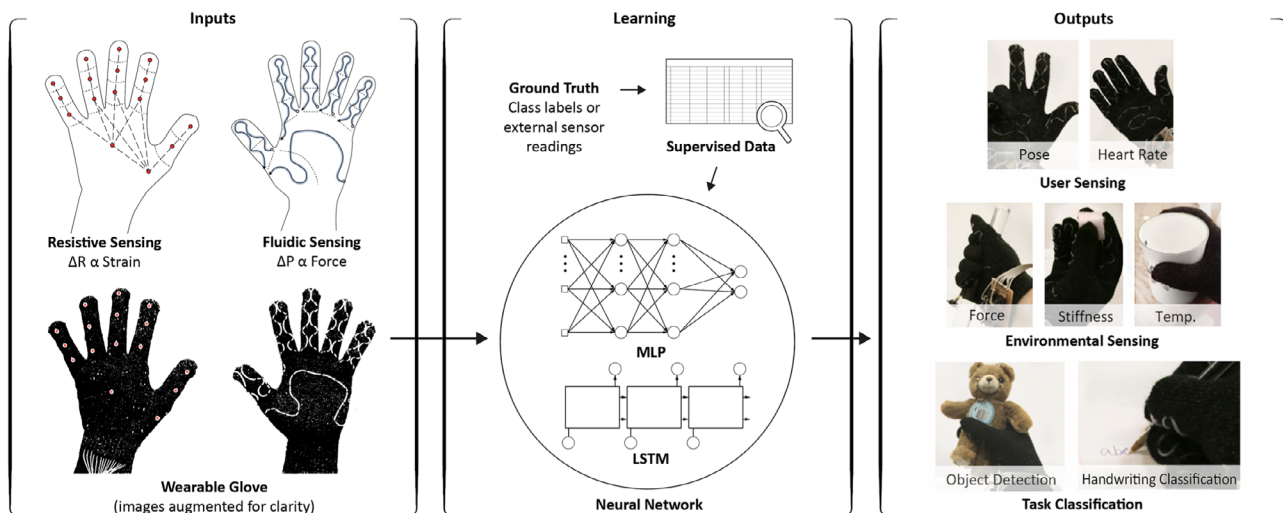 Inputs
Resistive Sensing
ΔR α Strain
Fluidic Sensing
ΔP α Force
Wearable Glove
(images augmented for clarity)
Learning
Ground Truth
Class labels or
external sensor
readings
Supervised Data
MLP
LSTM
Neural Network
Outputs
Pose
Heart Rate
User Sensing
Force
Stiffness
Temp.
Environmental Sensing
abc
Object Detection
Handwriting Classification
Task Classification